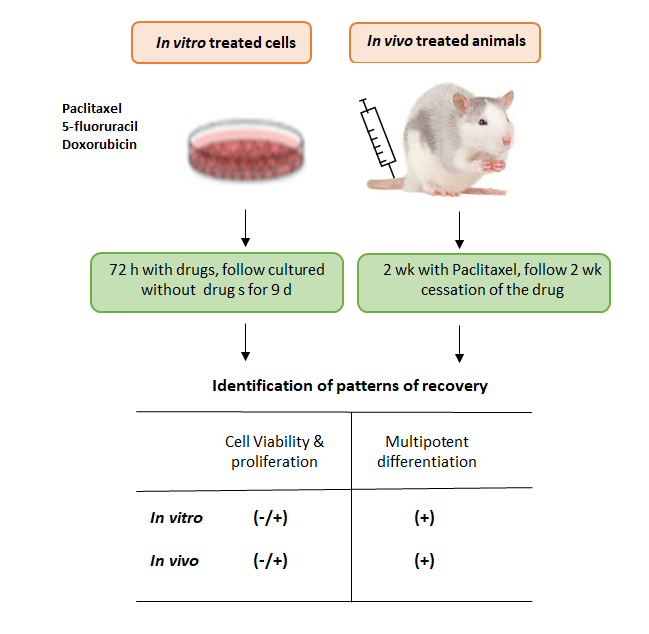 In vitro treated cells
In vivo treated animals
Paclitaxel
5-fluoruracil
Doxorubicin
72 h with drugs, follow cultured
without drug s for 9 d
2 wk with Paclitaxel, follow 2 wk
cessation of the drug
Identification of patterns of recovery
Cell Viability &
proliferation
Multipotent
differentiation
In vitro (-/+) (+)
In vivo (-/+) (+)